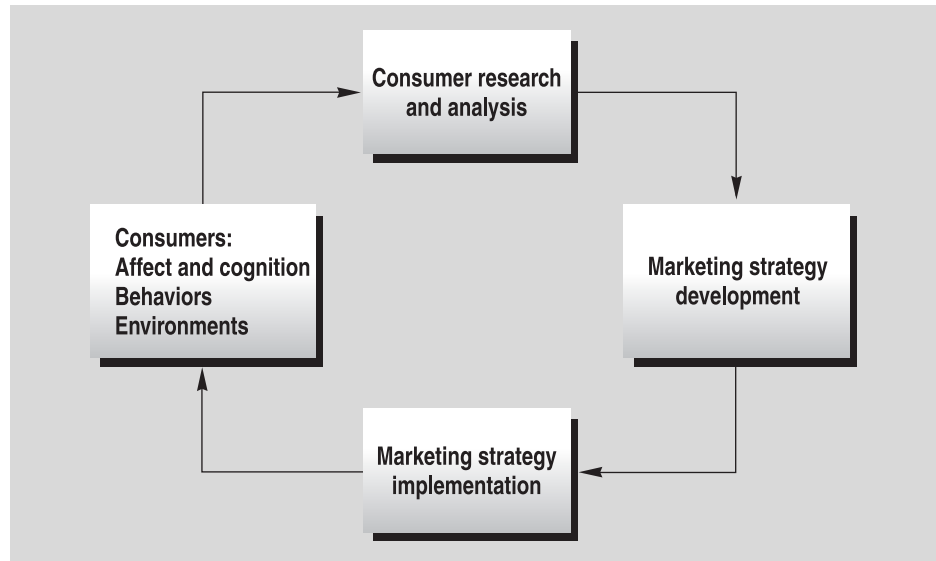 Consumer research
and analysis
Consumers:
Affect and cognition
Behaviors
Environments
Marketing strategy
development
Marketing strategy
implementation